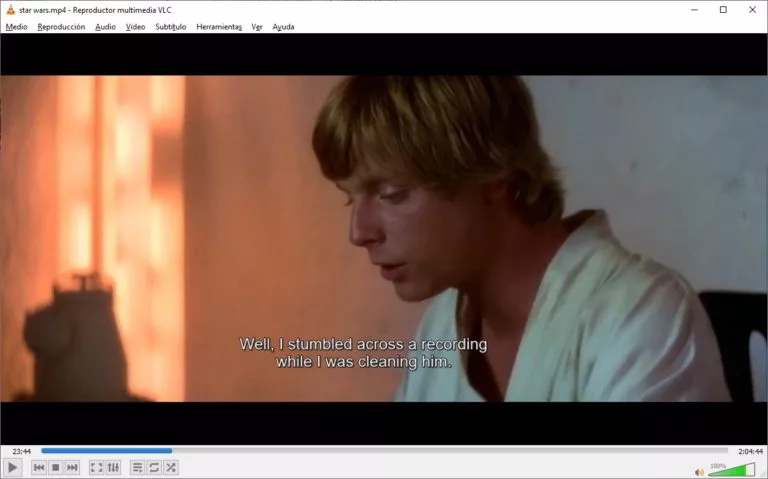 star wars.mp4 - Reproductor multimedia VLC
Medio Reproducción Audio Vídeo Subtítulo Herramientas Ver Ayuda
Well, I stumbled across a recording
while I was cleaning him.
23:44 2:04:44
100%